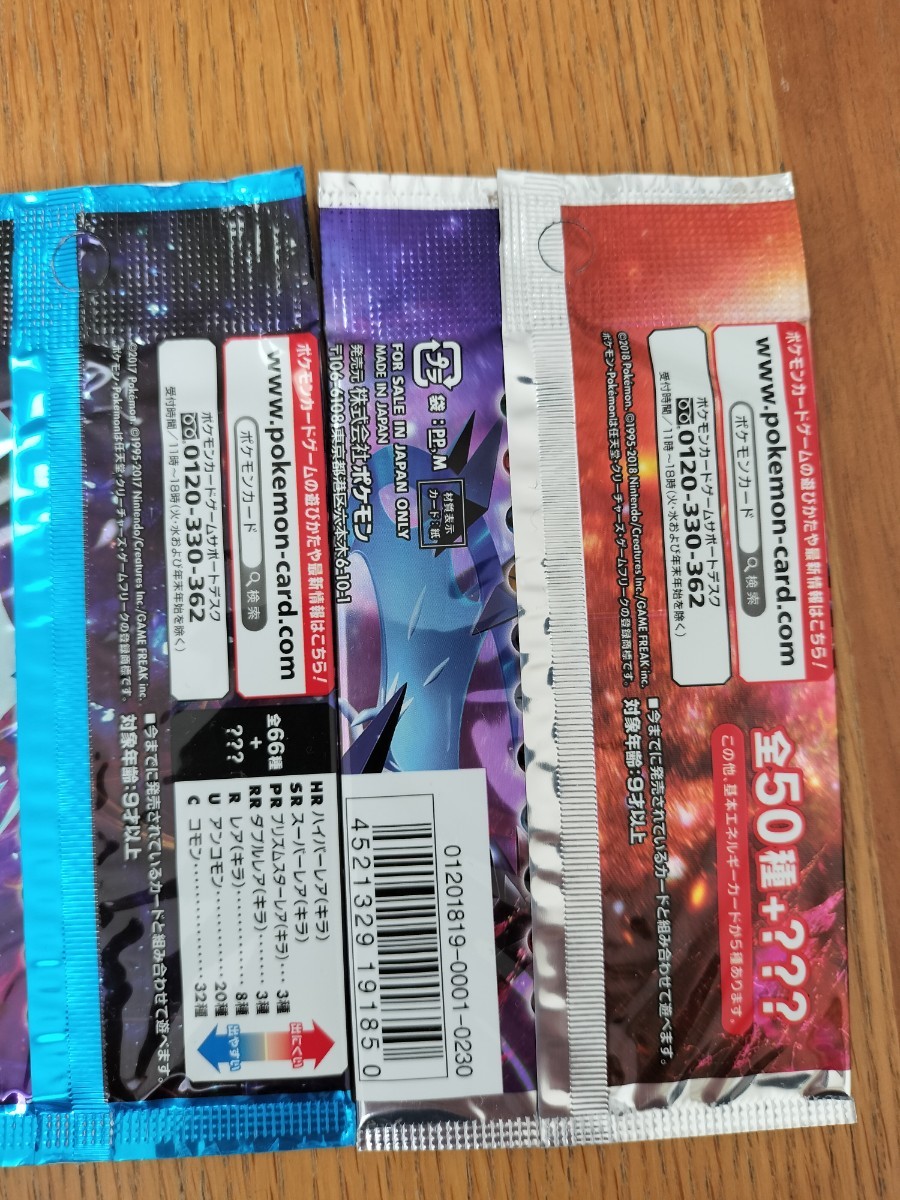 ポケモンカードゲームの遊びかたや最新情報はこちら！
www.pokemon-card.com
ポケモンカード 検索
ポケモンカードゲームサポートデスク
0120-330-362
受付時間／11時～18時(火・水および年末年始を除く)
©2017 Pokémon. ©1995-2017 Nintendo/Creatures Inc./GAME FREAK inc.
ポケモン・Pokémonは任天堂・クリーチャーズ・ゲームフリークの登録商標です。
■今までに発売されているカードと組み合わせて遊べます。
対象年齢：9才以上
全66種
+
???
HR ハイパーレア(キラ)
SR スーパーレア(キラ)
PR プリズムスターレア(キラ)… 3種
RR ダブルレア(キラ)…… 3種
R レア(キラ)…………… 8種
U アンコモン………… 20種
C コモン……………… 32種
出にくい
出やすい
袋：PP, M
材質表示
カード：紙
FOR SALE IN JAPAN ONLY
MADE IN JAPAN
発売元 株式会社ポケモン
〒106-6108 東京都港区六本木6-10-1
01201819-0001-0230
4521329 19185 0
ポケモンカードゲームの遊びかたや最新情報はこちら！
www.pokemon-card.com
ポケモンカード 検索
ポケモンカードゲームサポートデスク
0120-330-362
受付時間／11時～18時(火・水および年末年始を除く)
©2018 Pokémon. ©1995-2018 Nintendo/Creatures Inc./GAME FREAK inc.
ポケモン・Pokémonは任天堂・クリーチャーズ・ゲームフリークの登録商標です。
■今までに発売されているカードと組み合わせて遊べます。
対象年齢：9才以上
全50種+???
この他、基本エネルギーカードが5種あります。